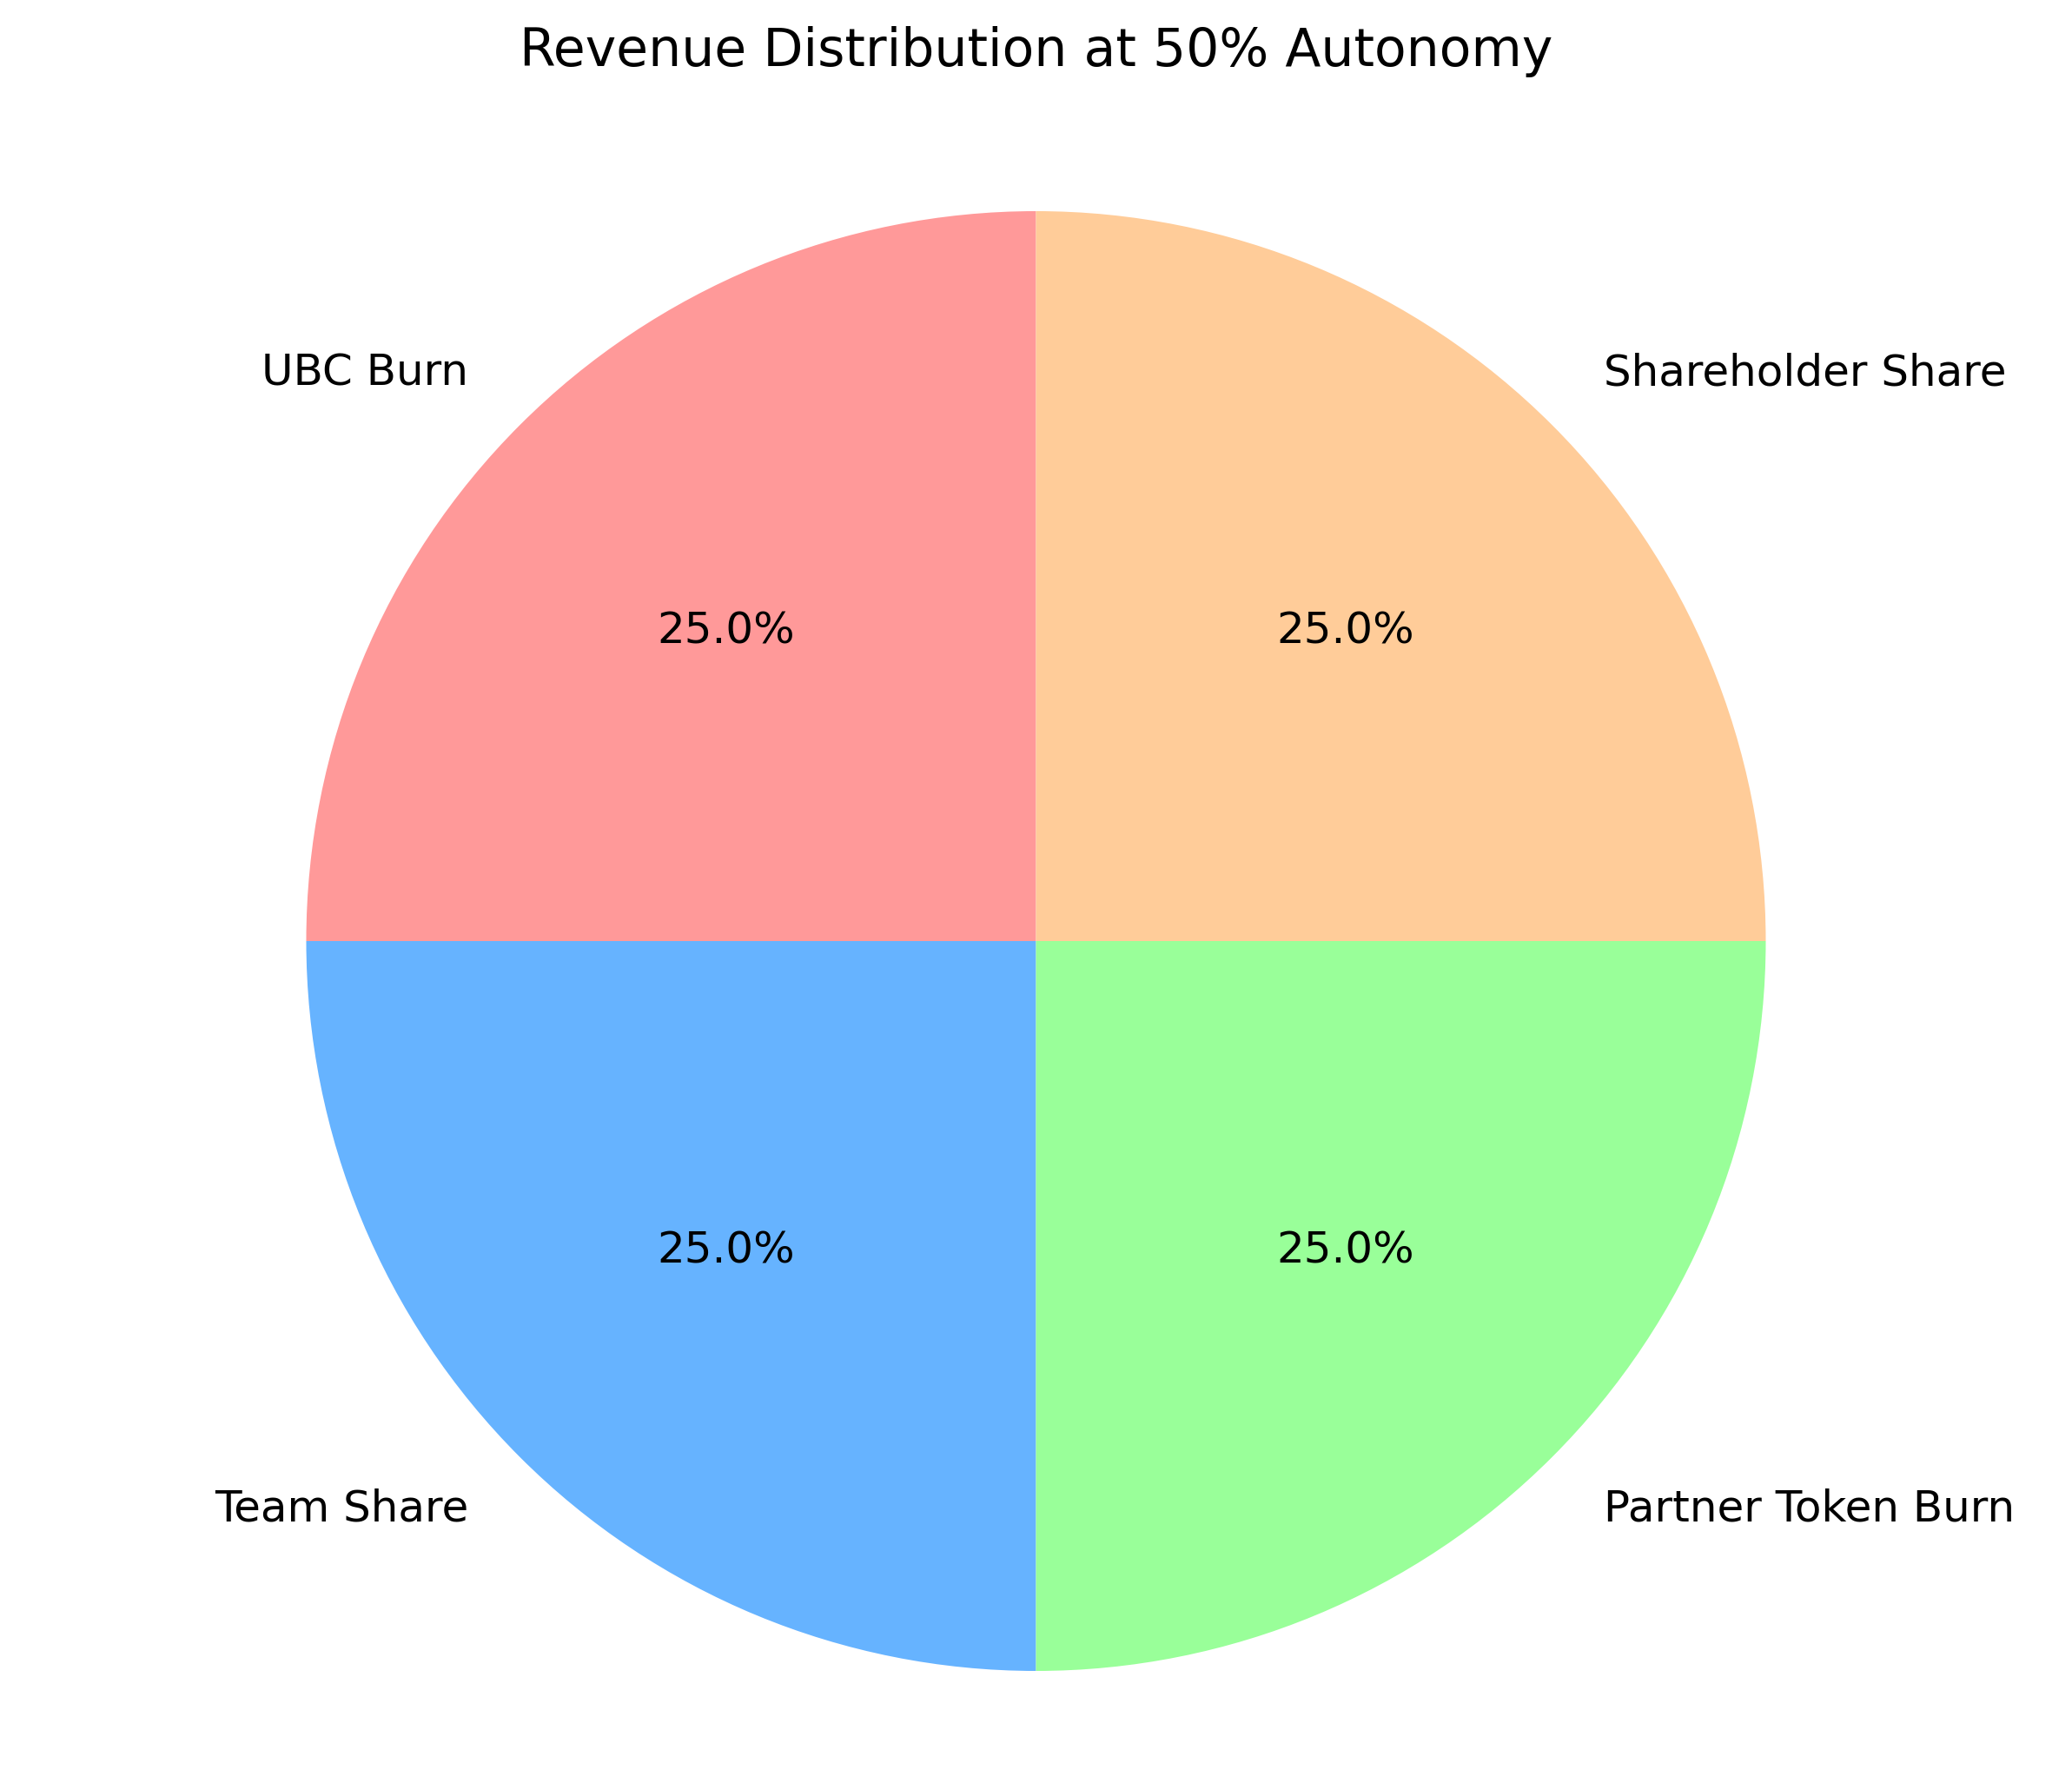 Revenue Distribution at 50% Autonomy
UBC Burn
Shareholder Share
25.0%
25.0%
25.0%
25.0%
Team Share
Partner Token Burn